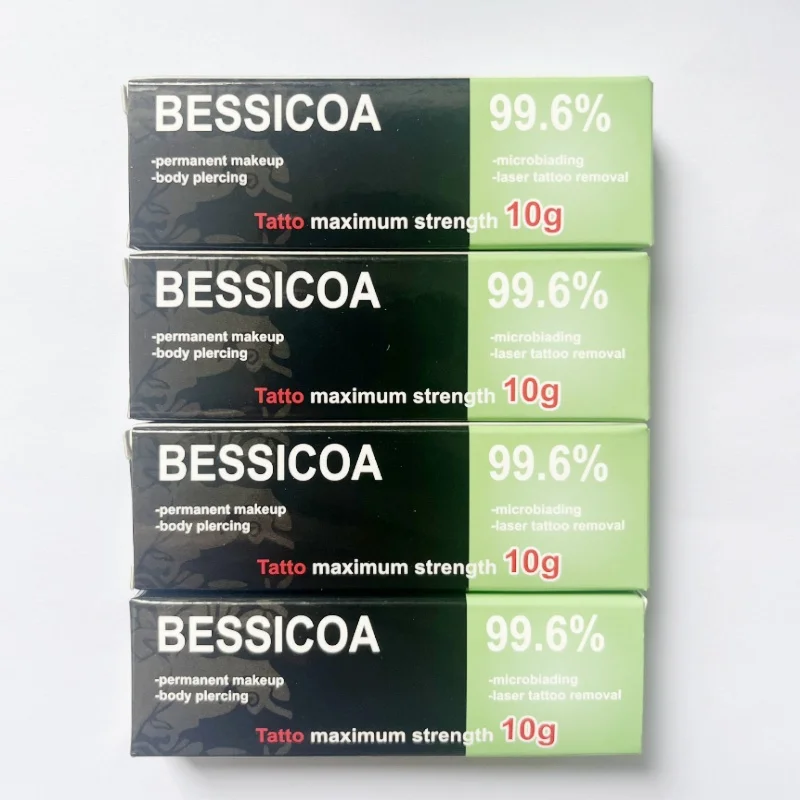 BESSICOA 99.6%
-permanent makeup -microbiading
-body piercing -laser tattoo removal
Tatto maximum strength 10g
BESSICOA 99.6%
-permanent makeup -microbiading
-body piercing -laser tattoo removal
Tatto maximum strength 10g
BESSICOA 99.6%
-permanent makeup -microbiading
-body piercing -laser tattoo removal
Tatto maximum strength 10g
BESSICOA 99.6%
-permanent makeup -microbiading
-body piercing -laser tattoo removal
Tatto maximum strength 10g